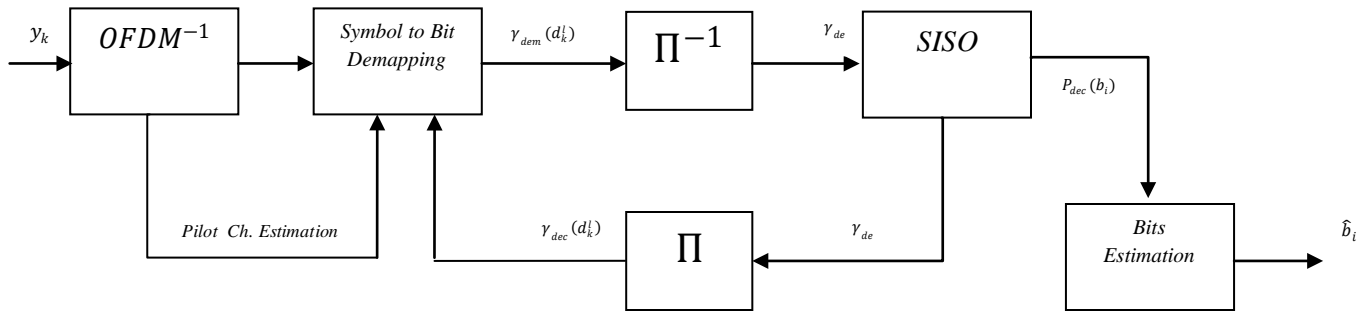 y_k
OFDM⁻¹
Symbol to Bit
Demapping
γ_dem(d_k^l)
Π⁻¹
γ_de
SISO
P_dec(b_i)
Pilot Ch. Estimation
γ_dec(d_k^l)
Π
γ_de
Bits
Estimation
b̂_i